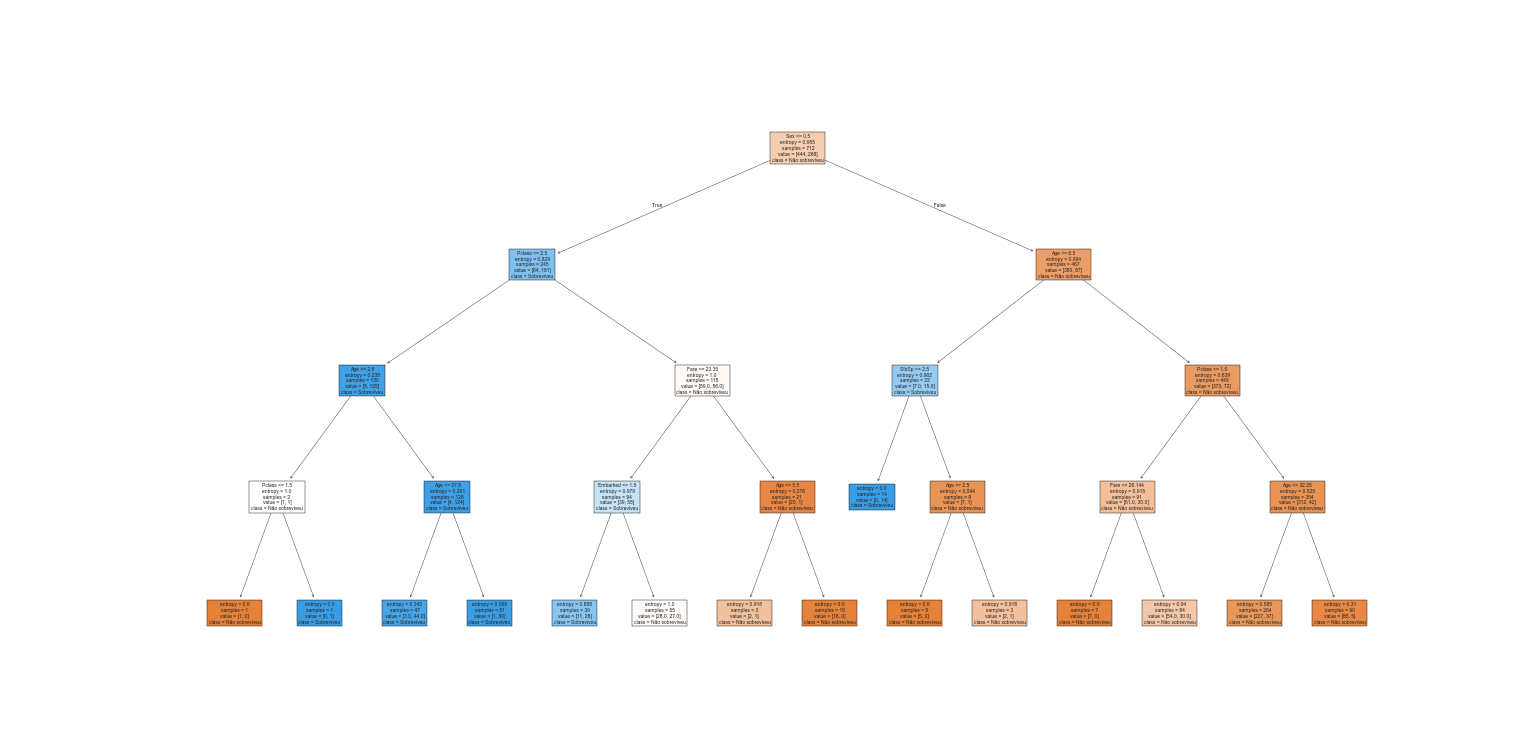 Sex <= 0.5
entropy = 0.955
samples = 712
value = [444, 268]
class = Não sobreviveu
True
False
Pclass <= 2.5
entropy = 0.829
samples = 245
value = [64, 181]
class = Sobreviveu
Age <= 6.5
entropy = 0.694
samples = 467
value = [380, 87]
class = Não sobreviveu
Age <= 2.5
entropy = 0.235
samples = 130
value = [5, 125]
class = Sobreviveu
Fare <= 23.35
entropy = 1.0
samples = 115
value = [59.0, 56.0]
class = Não sobreviveu
SibSp <= 2.5
entropy = 0.902
samples = 22
value = [7.0, 15.0]
class = Sobreviveu
Pclass <= 1.5
entropy = 0.639
samples = 445
value = [373, 72]
class = Não sobreviveu
Pclass <= 1.5
entropy = 1.0
samples = 2
value = [1, 1]
class = Não sobreviveu
Age <= 27.5
entropy = 0.201
samples = 128
value = [4, 124]
class = Sobreviveu
Embarked <= 1.5
entropy = 0.979
samples = 94
value = [39, 55]
class = Sobreviveu
Age <= 5.5
entropy = 0.276
samples = 21
value = [20, 1]
class = Não sobreviveu
entropy = 0.0
samples = 14
value = [0, 14]
class = Sobreviveu
Age <= 2.5
entropy = 0.544
samples = 8
value = [7, 1]
class = Não sobreviveu
Fare <= 26.144
entropy = 0.915
samples = 91
value = [61.0, 30.0]
class = Não sobreviveu
Age <= 32.25
entropy = 0.525
samples = 354
value = [312, 42]
class = Não sobreviveu
entropy = 0.0
samples = 1
value = [1, 0]
class = Não sobreviveu
entropy = 0.0
samples = 1
value = [0, 1]
class = Sobreviveu
entropy = 0.342
samples = 47
value = [3.0, 44.0]
class = Sobreviveu
entropy = 0.096
samples = 81
value = [1, 80]
class = Sobreviveu
entropy = 0.858
samples = 39
value = [11, 28]
class = Sobreviveu
entropy = 1.0
samples = 55
value = [28.0, 27.0]
class = Não sobreviveu
entropy = 0.918
samples = 3
value = [2, 1]
class = Não sobreviveu
entropy = 0.0
samples = 18
value = [18, 0]
class = Não sobreviveu
entropy = 0.0
samples = 5
value = [5, 0]
class = Não sobreviveu
entropy = 0.918
samples = 3
value = [2, 1]
class = Não sobreviveu
entropy = 0.0
samples = 7
value = [7, 0]
class = Não sobreviveu
entropy = 0.94
samples = 84
value = [54.0, 30.0]
class = Não sobreviveu
entropy = 0.585
samples = 264
value = [227, 37]
class = Não sobreviveu
entropy = 0.31
samples = 90
value = [85, 5]
class = Não sobreviveu